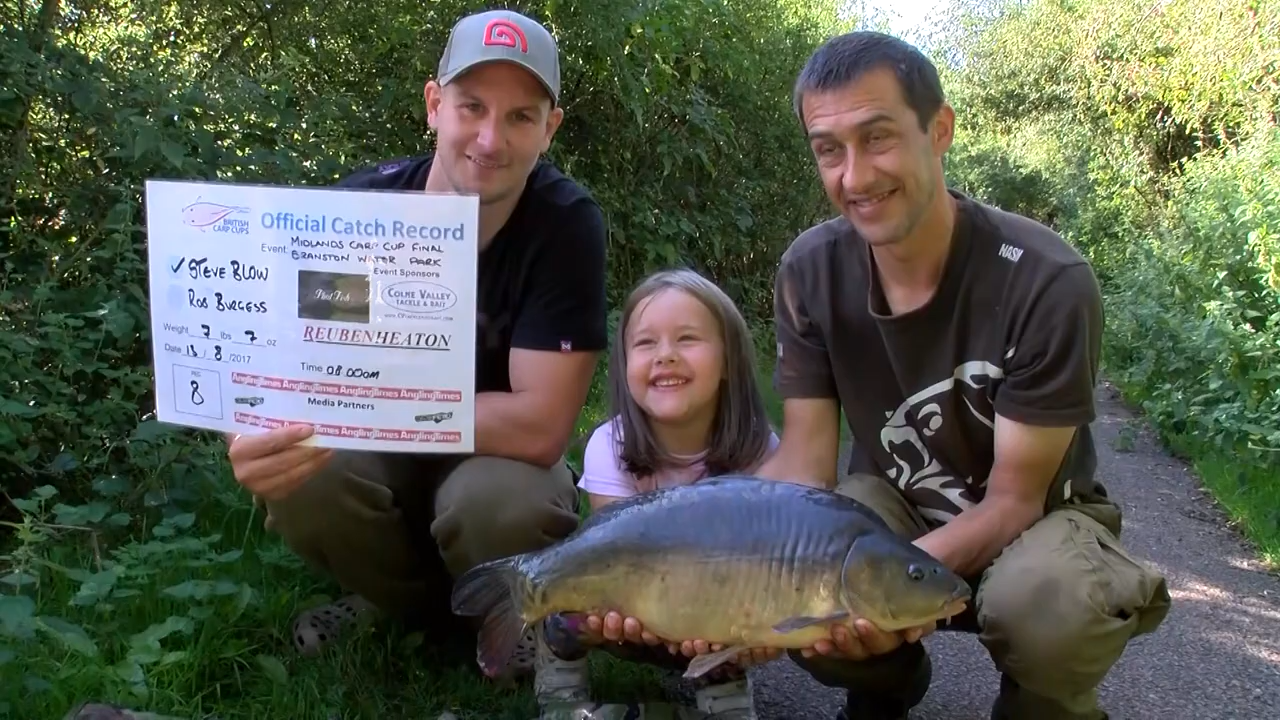 BRITISH
CARP CUPS
Official Catch Record
Event MIDLANDS CARP CUP FINAL
BRANSTON WATER PARK
✓ STEVE BLOW
ROB BURGESS
Event Sponsors
COLNE VALLEY
TACKLE & BAIT
REUBENHEATON
Weight 7 lbs 7 oz
Date 13/8/2017
Time 08:00am
PEG
8
AnglingTimes AnglingTimes AnglingTimes AnglingTimes
Media Partners
AnglingTimes AnglingTimes AnglingTimes
NASH